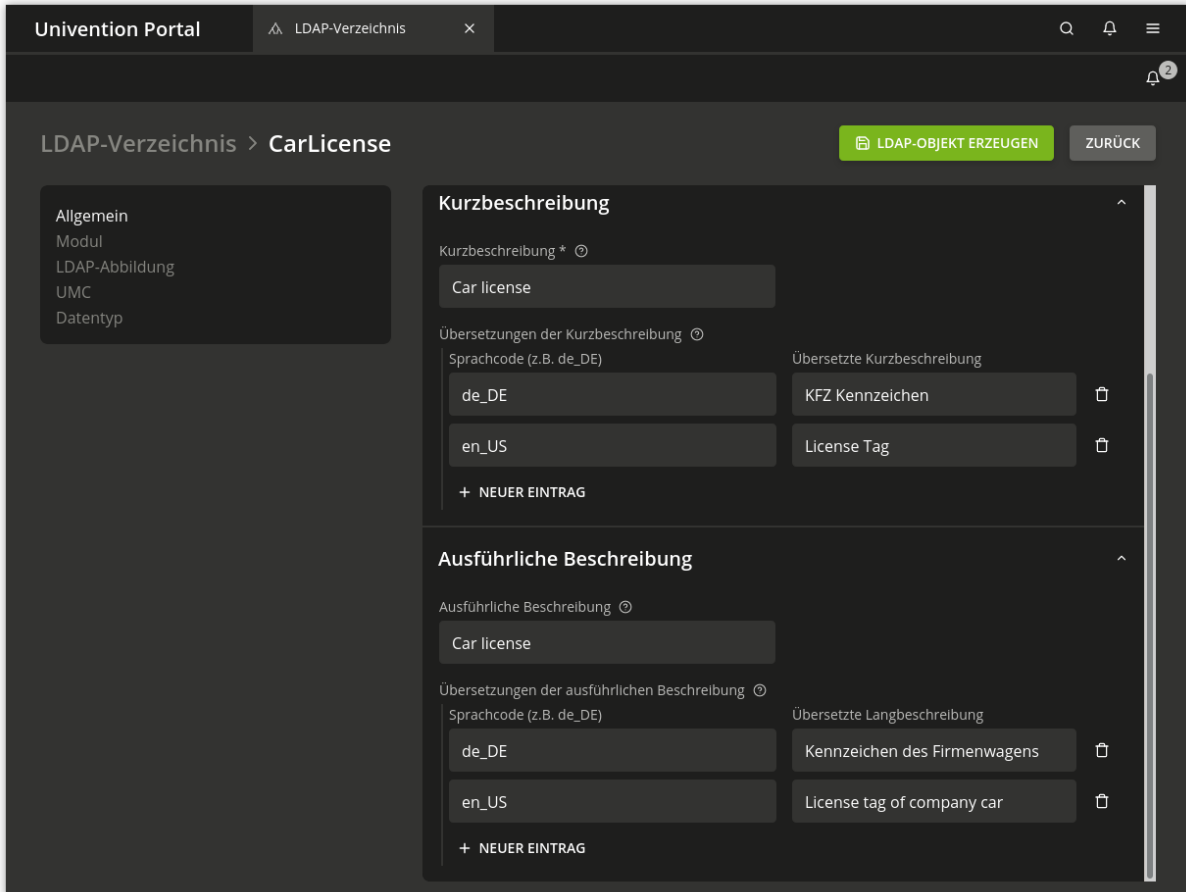 Univention Portal
LDAP-Verzeichnis
2
LDAP-Verzeichnis > CarLicense
LDAP-OBJEKT ERZEUGEN
ZURÜCK
Allgemein
Modul
LDAP-Abbildung
UMC
Datentyp
Kurzbeschreibung
Kurzbeschreibung *
Car license
Übersetzungen der Kurzbeschreibung
Sprachcode (z.B. de_DE) Übersetzte Kurzbeschreibung
de_DE KFZ Kennzeichen
en_US License Tag
+ NEUER EINTRAG
Ausführliche Beschreibung
Ausführliche Beschreibung
Car license
Übersetzungen der ausführlichen Beschreibung
Sprachcode (z.B. de_DE) Übersetzte Langbeschreibung
de_DE Kennzeichen des Firmenwagens
en_US License tag of company car
+ NEUER EINTRAG